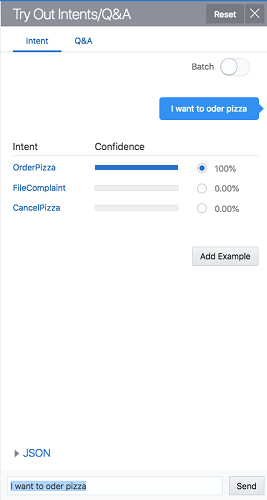 Try Out Intents/Q&A Reset
Intent Q&A
Batch
I want to oder pizza
Intent Confidence
OrderPizza 100%
FileComplaint 0.00%
CancelPizza 0.00%
Add Example
JSON
I want to oder pizza Send